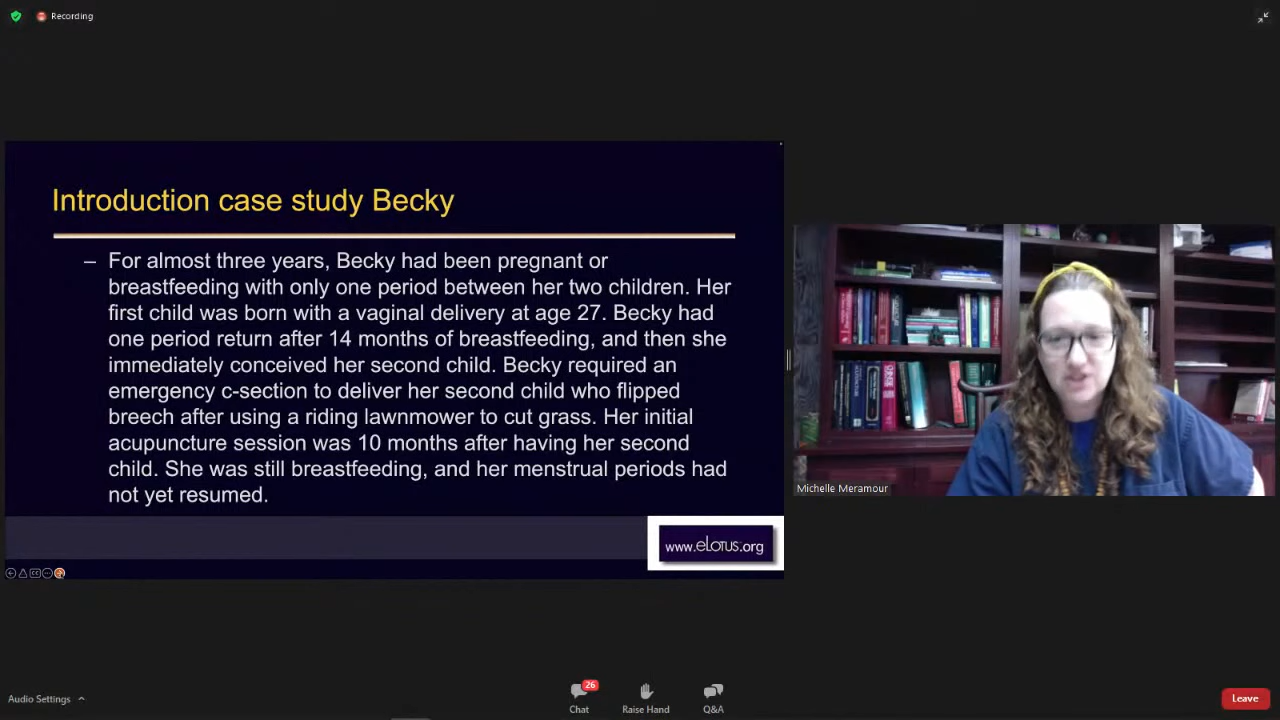 Recording
Introduction case study Becky
– For almost three years, Becky had been pregnant or
breastfeeding with only one period between her two children. Her
first child was born with a vaginal delivery at age 27. Becky had
one period return after 14 months of breastfeeding, and then she
immediately conceived her second child. Becky required an
emergency c-section to deliver her second child who flipped
breech after using a riding lawnmower to cut grass. Her initial
acupuncture session was 10 months after having her second
child. She was still breastfeeding, and her menstrual periods had
not yet resumed.
www.eLotus.org
Michelle Meramour
Audio Settings
26
Chat
Raise Hand
Q&A
Leave